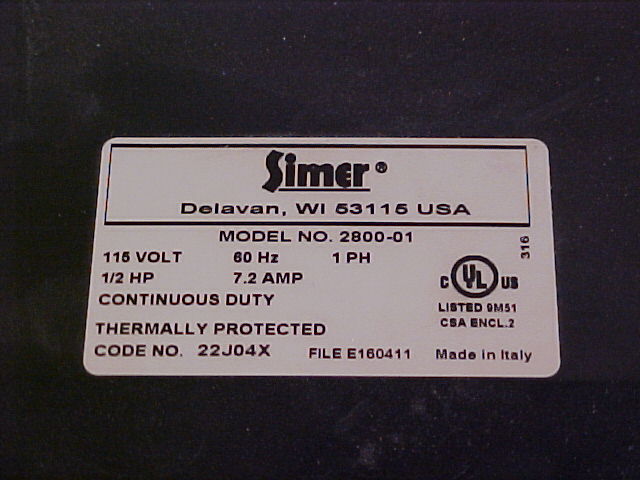 Simer®
Delavan, WI 53115 USA
MODEL NO. 2800-01
115 VOLT 60 Hz 1 PH
1/2 HP 7.2 AMP
CONTINUOUS DUTY
THERMALLY PROTECTED
CODE NO. 22J04X FILE E160411 Made in Italy
316
C UL US
LISTED 9M51
CSA ENCL.2